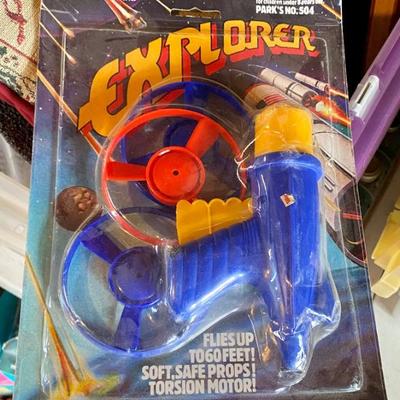 for children under 3 years old
PARK'S NO. 504
EXPLORER
FLIES UP
TO 60 FEET!
SOFT, SAFE PROPS!
TORSION MOTOR!